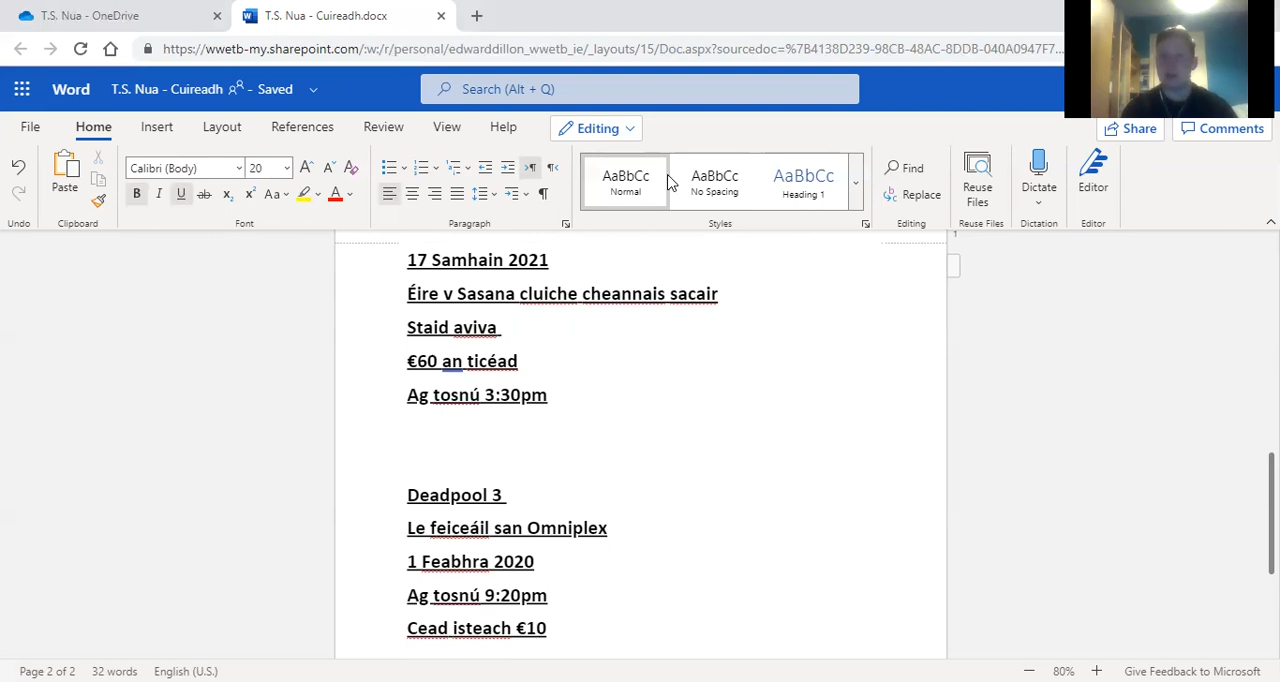 T.S. Nua - OneDrive
T.S. Nua - Cuireadh.docx
https://wwetb-my.sharepoint.com/:w:/r/personal/edwarddillon_wwetb_ie/_layouts/15/Doc.aspx?sourcedoc=%7B4138D239-98CB-48AC-8DDB-040A0947F7...
Word
T.S. Nua - Cuireadh - Saved
Search (Alt + Q)
File
Home
Insert
Layout
References
Review
View
Help
Editing
Share
Comments
Paste
Calibri (Body)
20
AaBbCc
Normal
AaBbCc
No Spacing
AaBbCc
Heading 1
Find
Replace
Reuse
Files
Dictate
Editor
Undo
Clipboard
Font
Paragraph
Styles
Editing
Reuse Files
Dictation
Editor
1
17 Samhain 2021
Éire v Sasana cluiche cheannais sacair
Staid aviva
€60 an ticéad
Ag tosnú 3:30pm
Deadpool 3
Le feiceáil san Omniplex
1 Feabhra 2020
Ag tosnú 9:20pm
Cead isteach €10
Page 2 of 2
32 words
English (U.S.)
80%
Give Feedback to Microsoft